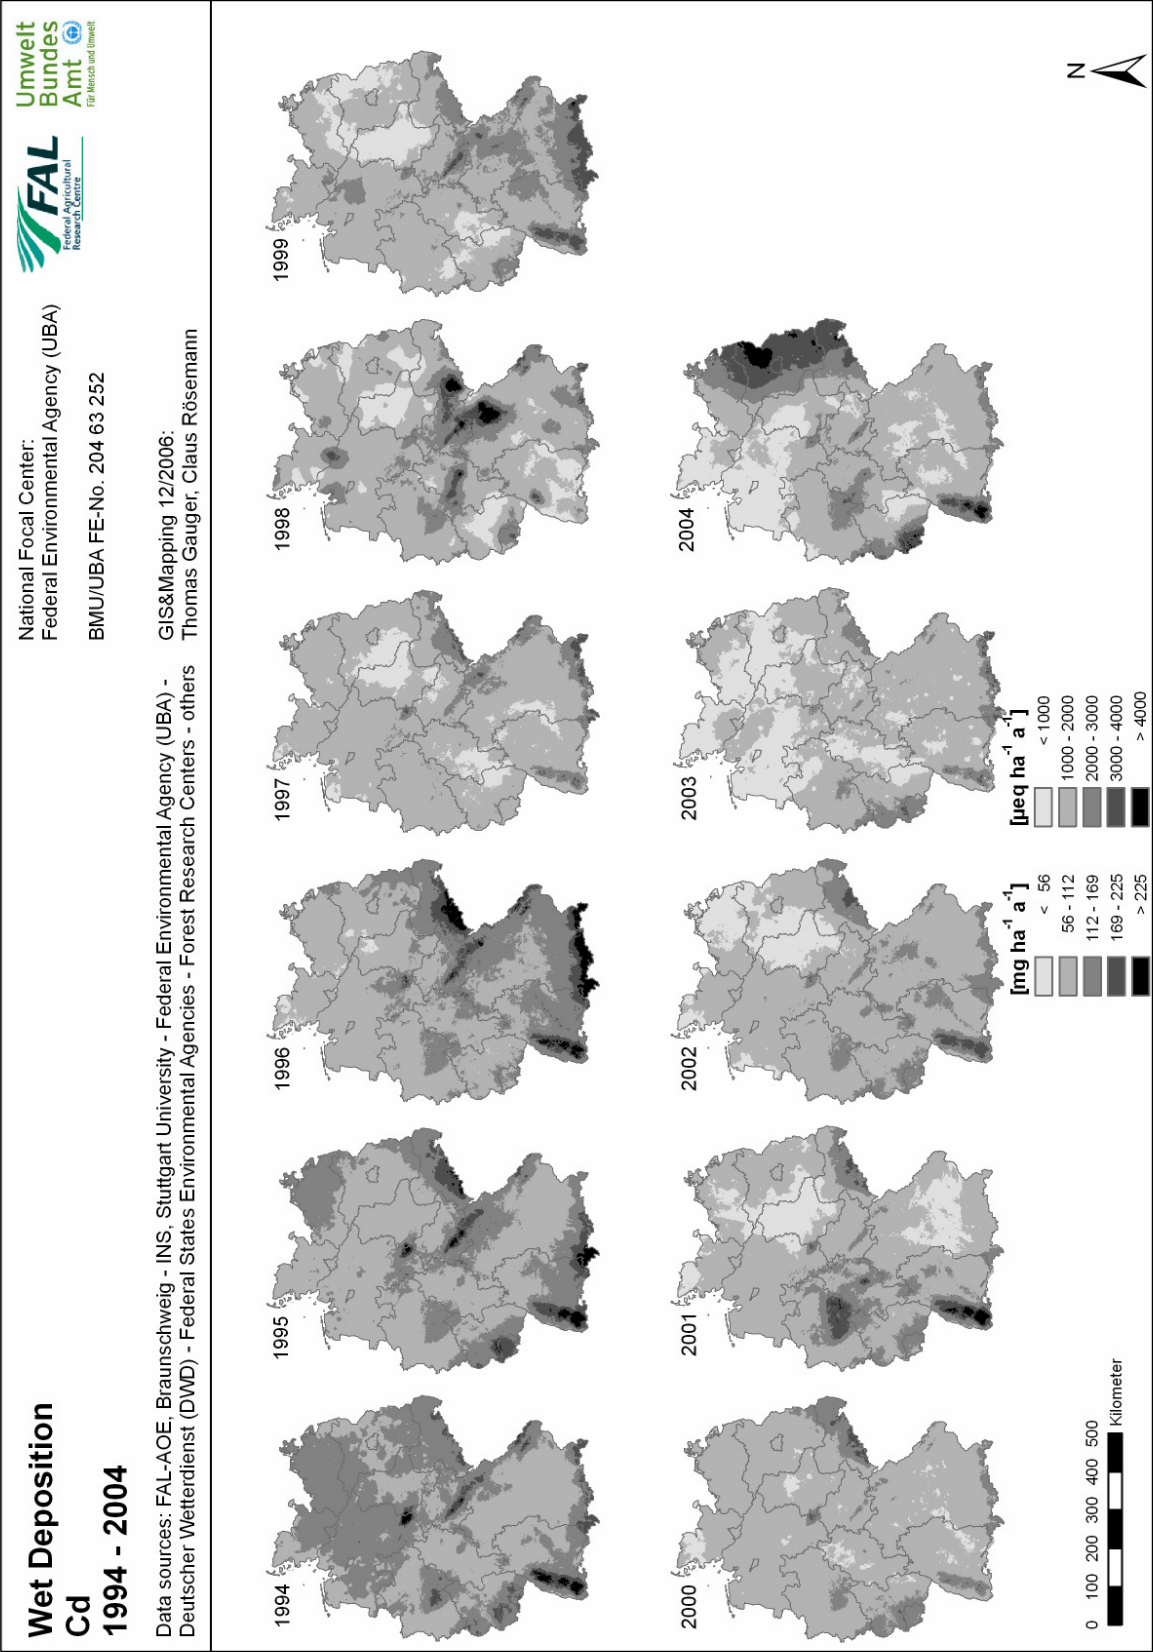 Wet Deposition
Cd
1994 - 2004
National Focal Center:
Federal Environmental Agency (UBA)
BMU/UBA FE-No. 204 63 252
FAL
Federal Agricultural
Research Centre
Umwelt
Bundes
Amt
Für Mensch und Umwelt
Data sources: FAL-AOE, Braunschweig - INS, Stuttgart University - Federal Environmental Agency (UBA) -
Deutscher Wetterdienst (DWD) - Federal States Environmental Agencies - Forest Research Centers - others
GIS&Mapping 12/2006:
Thomas Gauger, Claus Rösemann
1994
1995
1996
1997
1998
1999
2000
2001
2002
2003
2004
N
0 100 200 300 400 500
Kilometer
[mg ha-1 a-1]
< 56
56 - 112
112 - 169
169 - 225
> 225
[µeq ha-1 a-1]
< 1000
1000 - 2000
2000 - 3000
3000 - 4000
> 4000